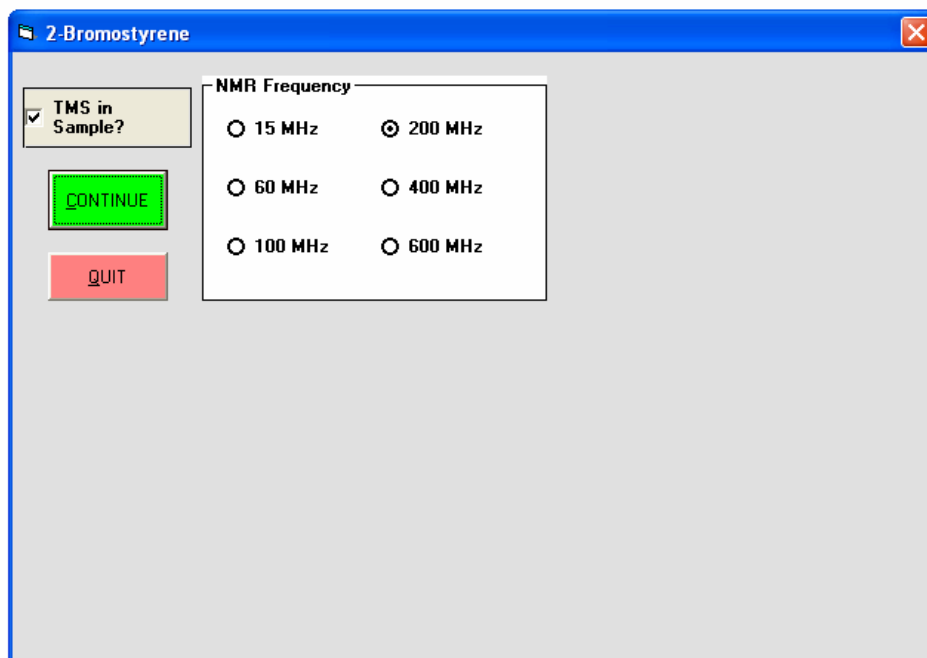 2-Bromostyrene
TMS in
Sample?
CONTINUE
QUIT
NMR Frequency
15 MHz
200 MHz
60 MHz
400 MHz
100 MHz
600 MHz